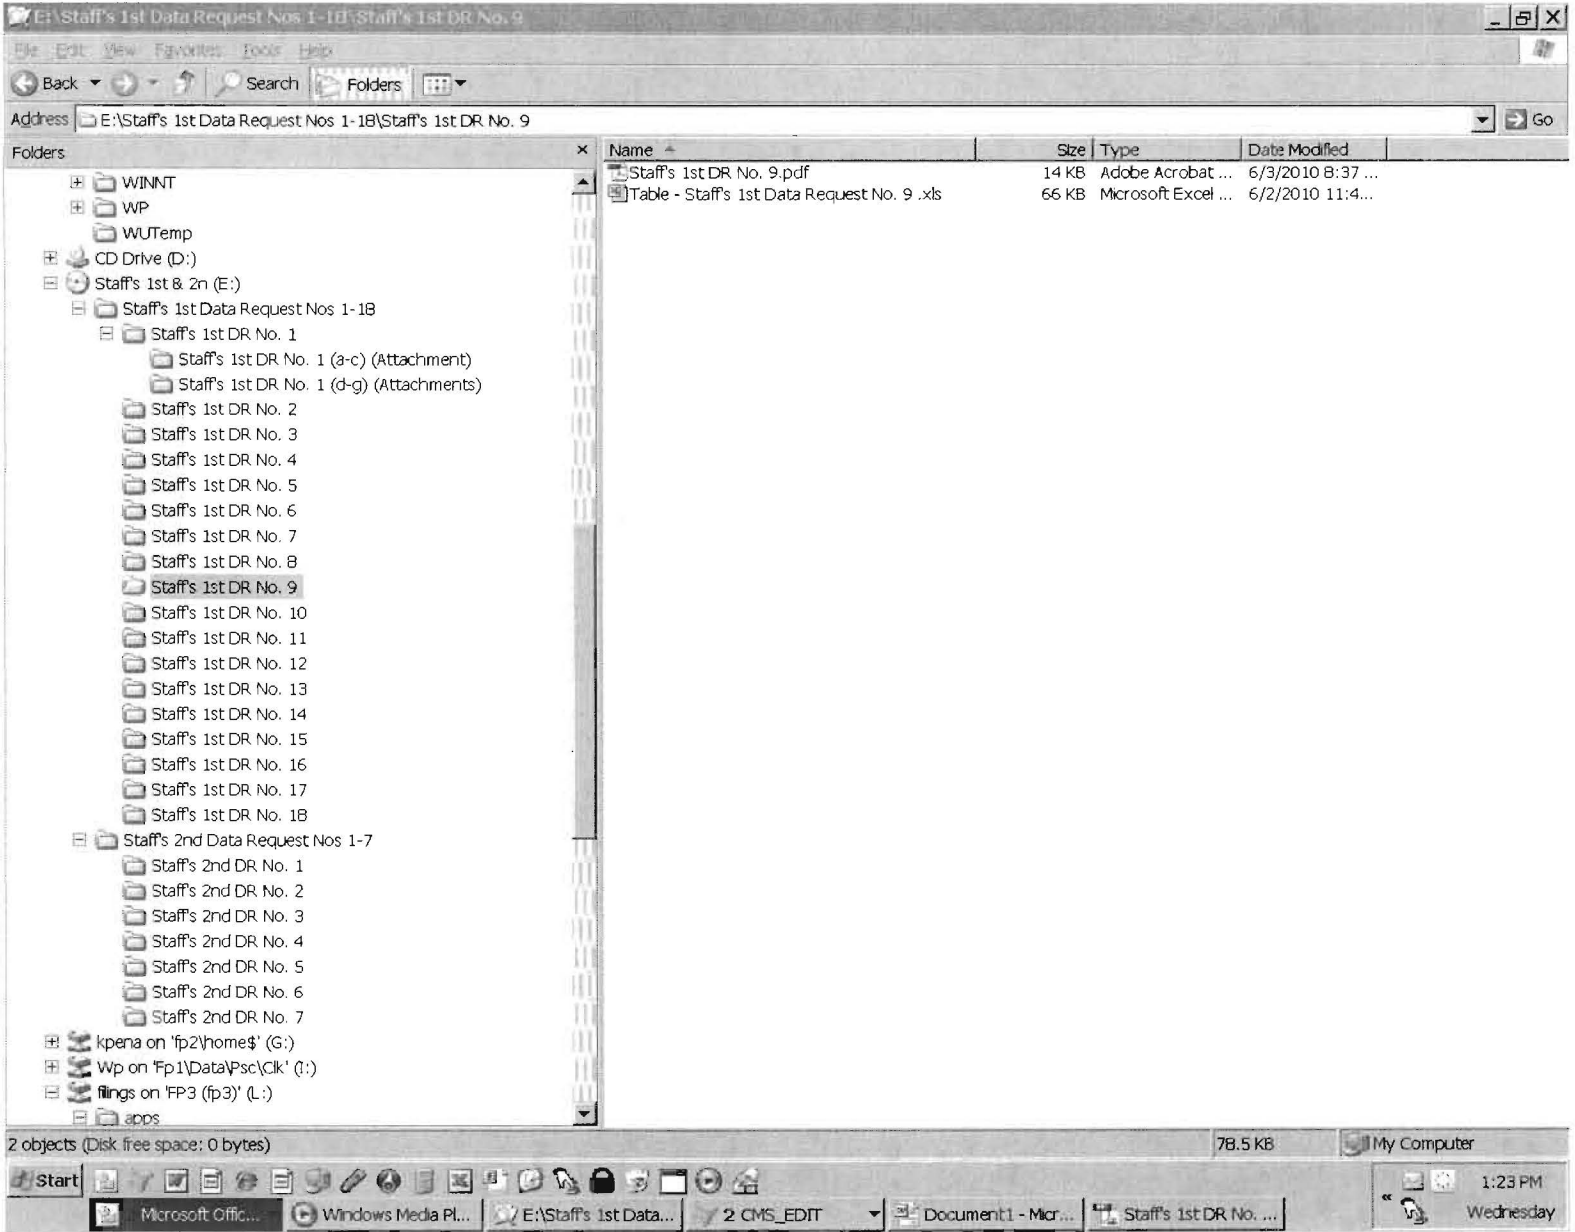 E:\Staff's 1st Data Request Nos 1-18\Staff's 1st DR No. 9
File Edit View Favorites Tools Help
Back Search Folders
Address E:\Staff's 1st Data Request Nos 1-18\Staff's 1st DR No. 9 Go
Folders × Name Size Type Date Modified
Staff's 1st DR No. 9.pdf 14 KB Adobe Acrobat ... 6/3/2010 8:37 ...
Table - Staff's 1st Data Request No. 9 .xls 66 KB Microsoft Excel ... 6/2/2010 11:4...
WINNT
WP
WUTemp
CD Drive (D:)
Staff's 1st & 2n (E:)
Staff's 1st Data Request Nos 1-18
Staff's 1st DR No. 1
Staff's 1st DR No. 1 (a-c) (Attachment)
Staff's 1st DR No. 1 (d-g) (Attachments)
Staff's 1st DR No. 2
Staff's 1st DR No. 3
Staff's 1st DR No. 4
Staff's 1st DR No. 5
Staff's 1st DR No. 6
Staff's 1st DR No. 7
Staff's 1st DR No. 8
Staff's 1st DR No. 9
Staff's 1st DR No. 10
Staff's 1st DR No. 11
Staff's 1st DR No. 12
Staff's 1st DR No. 13
Staff's 1st DR No. 14
Staff's 1st DR No. 15
Staff's 1st DR No. 16
Staff's 1st DR No. 17
Staff's 1st DR No. 18
Staff's 2nd Data Request Nos 1-7
Staff's 2nd DR No. 1
Staff's 2nd DR No. 2
Staff's 2nd DR No. 3
Staff's 2nd DR No. 4
Staff's 2nd DR No. 5
Staff's 2nd DR No. 6
Staff's 2nd DR No. 7
kpena on 'fp2\home$' (G:)
Wp on 'Fp1\Data\Psc\Clk' (I:)
filings on 'FP3 (fp3)' (L:)
apps
2 objects (Disk free space: 0 bytes) 78.5 KB My Computer
Start 1:23 PM
Microsoft Offic... Windows Media Pl... E:\Staff's 1st Data... 2 CMS_EDIT Document1 - Micr... Staff's 1st DR No. ... Wednesday